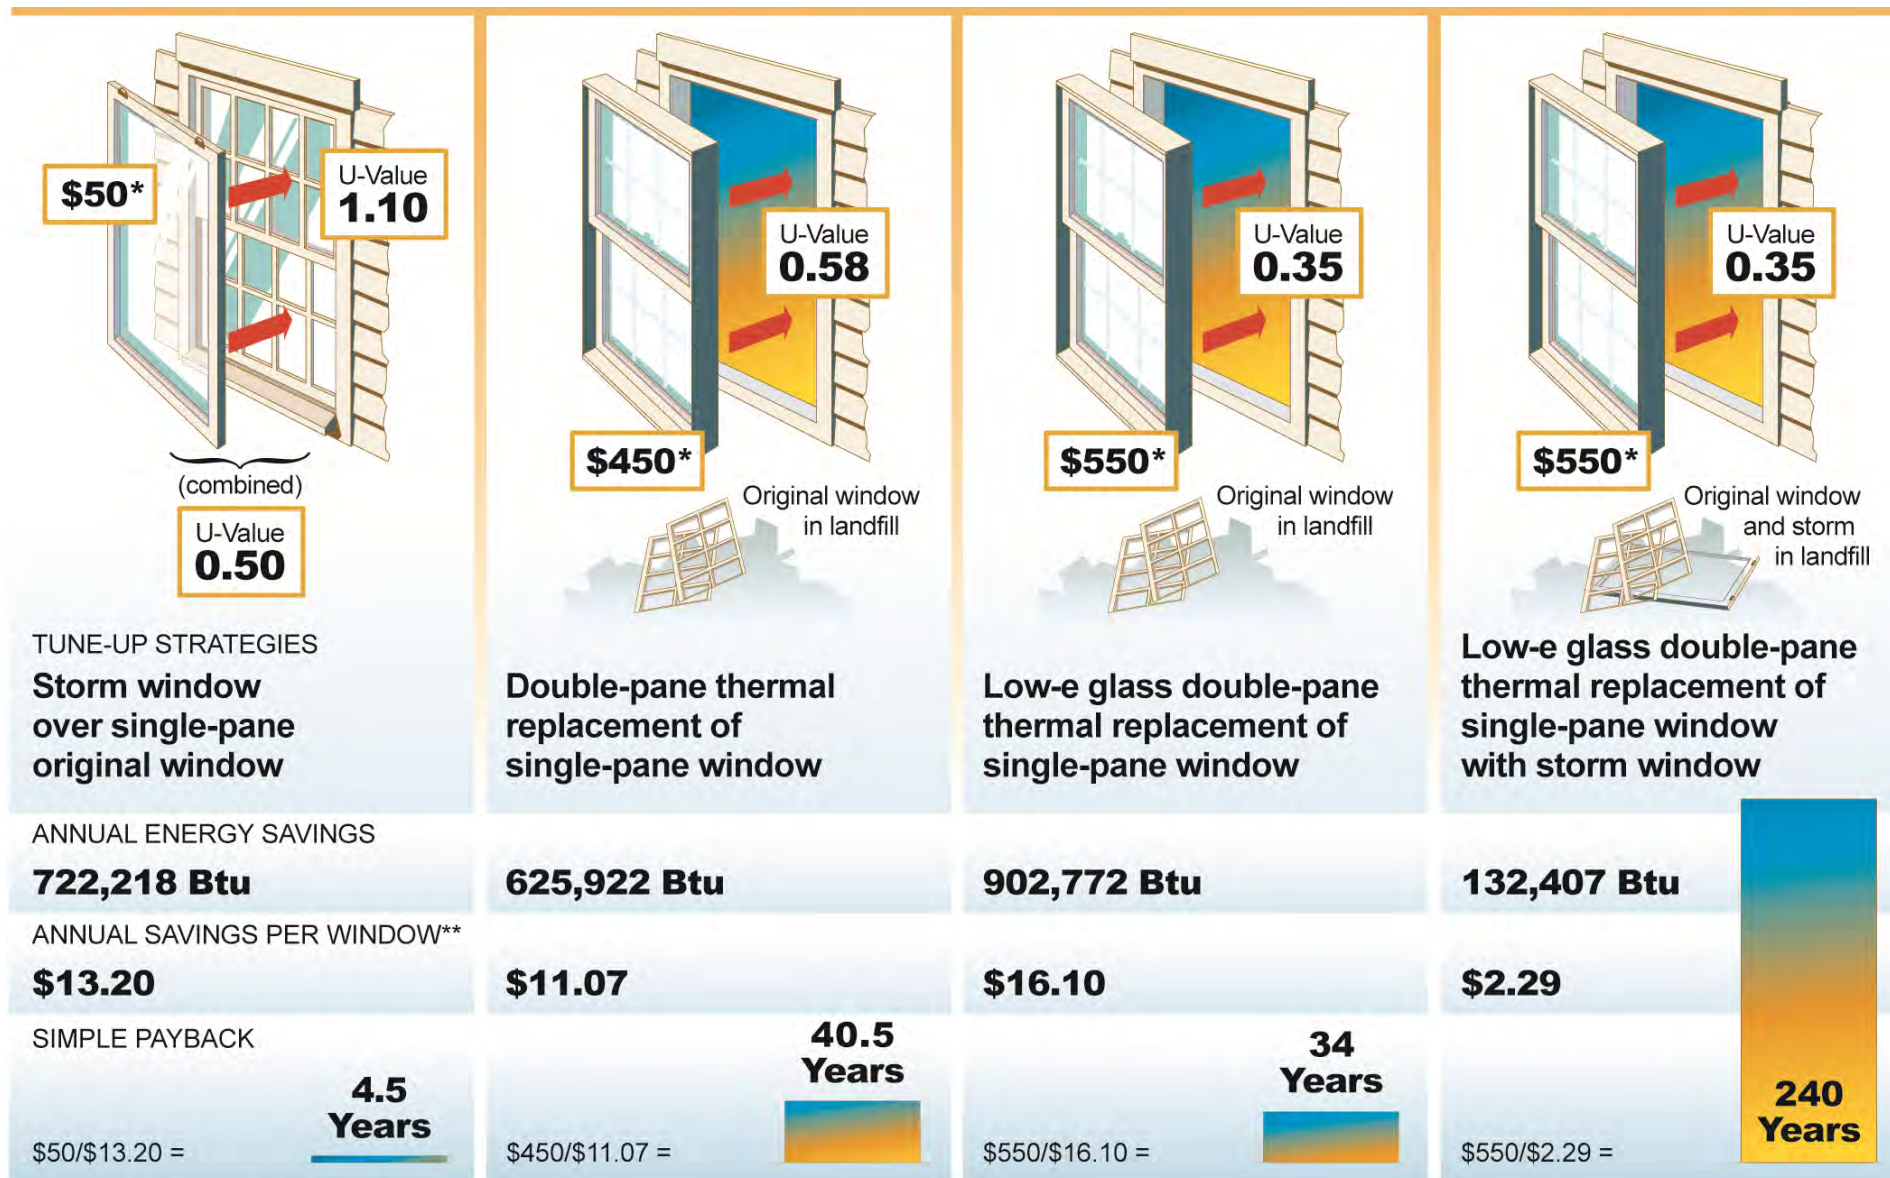 $50*
U-Value
1.10
(combined)
U-Value
0.50
TUNE-UP STRATEGIES
Storm window
over single-pane
original window
ANNUAL ENERGY SAVINGS
722,218 Btu
ANNUAL SAVINGS PER WINDOW**
$13.20
SIMPLE PAYBACK
4.5
Years
$50/$13.20 =
U-Value
0.58
$450*
Original window
in landfill
Double-pane thermal
replacement of
single-pane window
625,922 Btu
$11.07
40.5
Years
$450/$11.07 =
U-Value
0.35
$550*
Original window
in landfill
Low-e glass double-pane
thermal replacement of
single-pane window
902,772 Btu
$16.10
34
Years
$550/$16.10 =
U-Value
0.35
$550*
Original window
and storm
in landfill
Low-e glass double-pane
thermal replacement of
single-pane window
with storm window
132,407 Btu
$2.29
240
Years
$550/$2.29 =